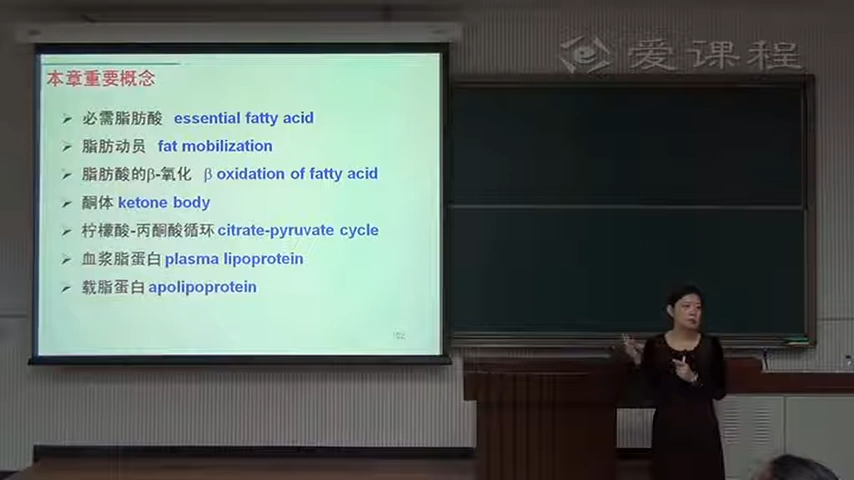 爱课程
本章重要概念
必需脂肪酸 essential fatty acid
脂肪动员 fat mobilization
脂肪酸的β-氧化 β oxidation of fatty acid
酮体 ketone body
柠檬酸-丙酮酸循环 citrate-pyruvate cycle
血浆脂蛋白 plasma lipoprotein
载脂蛋白 apolipoprotein